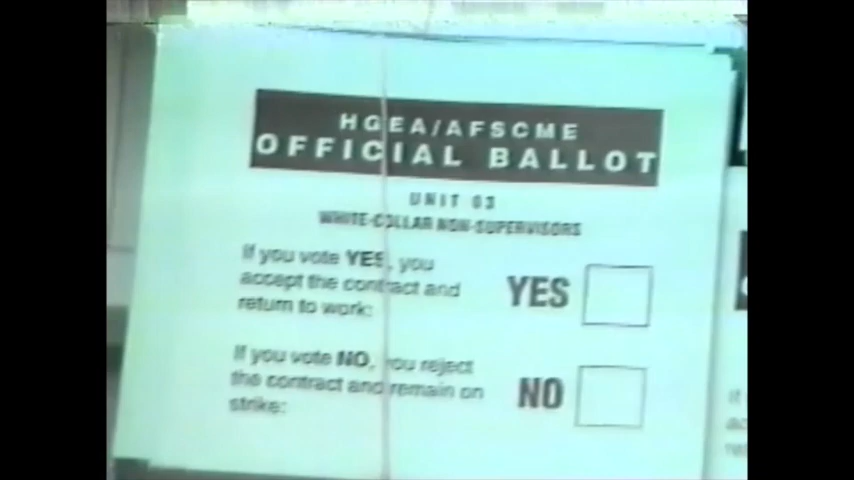 HGEA/AFSCME
OFFICIAL BALLOT
UNIT 03
WHITE-COLLAR NON-SUPERVISORS
If you vote YES, you
accept the contract and
return to work:
YES
If you vote NO, you reject
the contract and remain on
strike:
NO